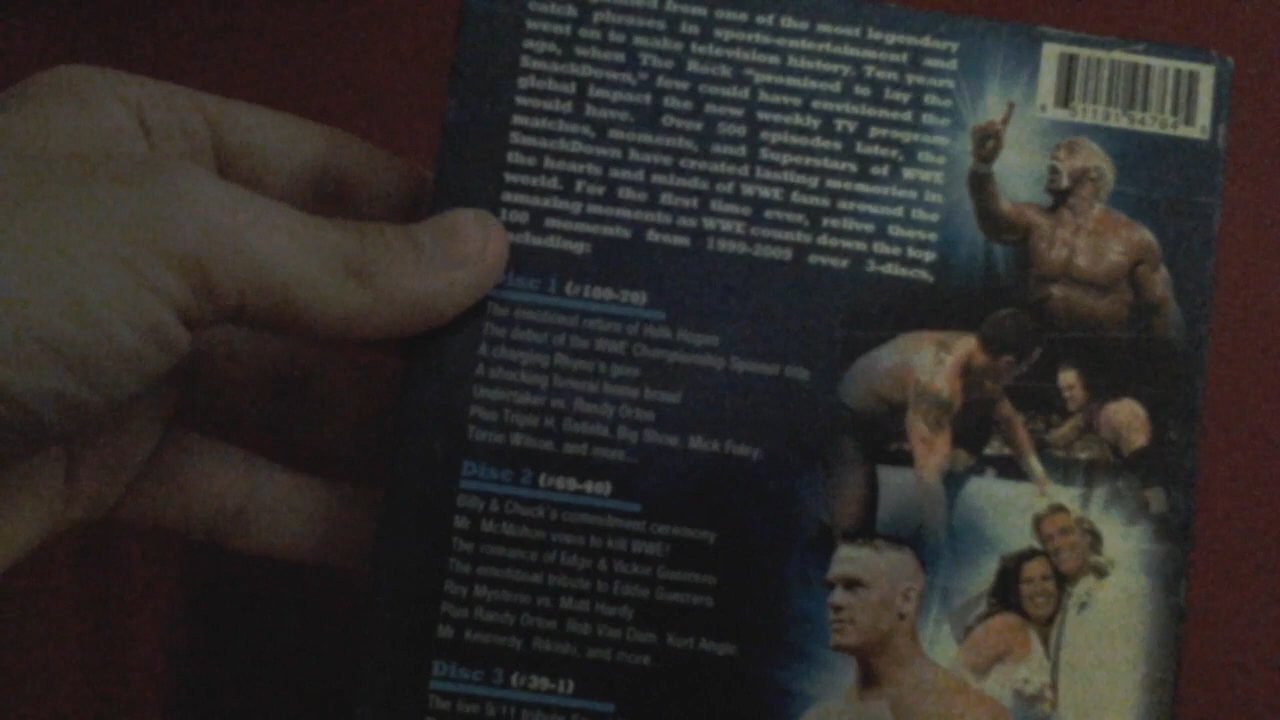 from one of the most legendary
catch phrases in sports-entertainment and
went on to make television history. Ten years
ago, when The Rock "promised to lay the
SmackDown," few could have envisioned the
global impact the new weekly TV program
would have. Over 500 episodes later, the
matches, moments, and Superstars of WWE
SmackDown have created lasting memories in
the hearts and minds of WWE fans around the
world. For the first time ever, relive these
amazing moments as WWE counts down the top
100 moments from 1999-2009 over 3-discs,
including:
Disc 1 (#100-70)
The emotional return of Hulk Hogan
The debut of the WWE Championship Spinner title
A charging Rhyno's gore
A shocking funeral home brawl
Undertaker vs. Randy Orton
Plus Triple H, Batista, Big Show, Mick Foley,
Torrie Wilson, and more...
Disc 2 (#69-40)
Billy & Chuck's commitment ceremony
Mr. McMahon vows to kill WWE!
The romance of Edge & Vickie Guerrero
The emotional tribute to Eddie Guerrero
Rey Mysterio vs. Matt Hardy
Plus Randy Orton, Rob Van Dam, Kurt Angle,
Mr. Kennedy, Rikishi, and more...
Disc 3 (#39-1)
The live 9/11 tribute